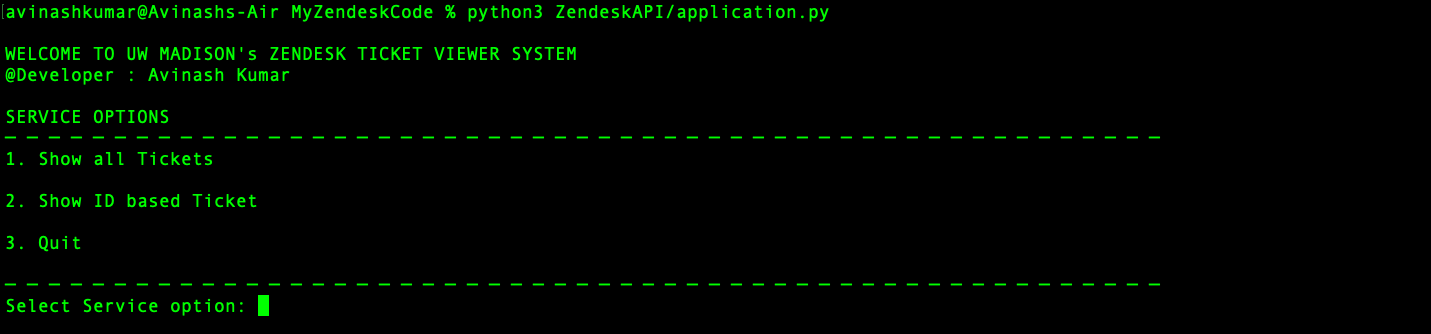 avinashkumar@Avinashs-Air MyZendeskCode % python3 ZendeskAPI/application.py
WELCOME TO UW MADISON's ZENDESK TICKET VIEWER SYSTEM
@Developer : Avinash Kumar
SERVICE OPTIONS
_ _ _ _ _ _ _ _ _ _ _ _ _ _ _ _ _ _ _ _ _ _ _ _ _ _ _ _ _ _ _ _ _ _ _ _ _ _ _ _ _ _ _ _ _ _ _ _ _ _ _ _ _
1. Show all Tickets
2. Show ID based Ticket
3. Quit
_ _ _ _ _ _ _ _ _ _ _ _ _ _ _ _ _ _ _ _ _ _ _ _ _ _ _ _ _ _ _ _ _ _ _ _ _ _ _ _ _ _ _ _ _ _ _ _ _ _ _ _ _
Select Service option: